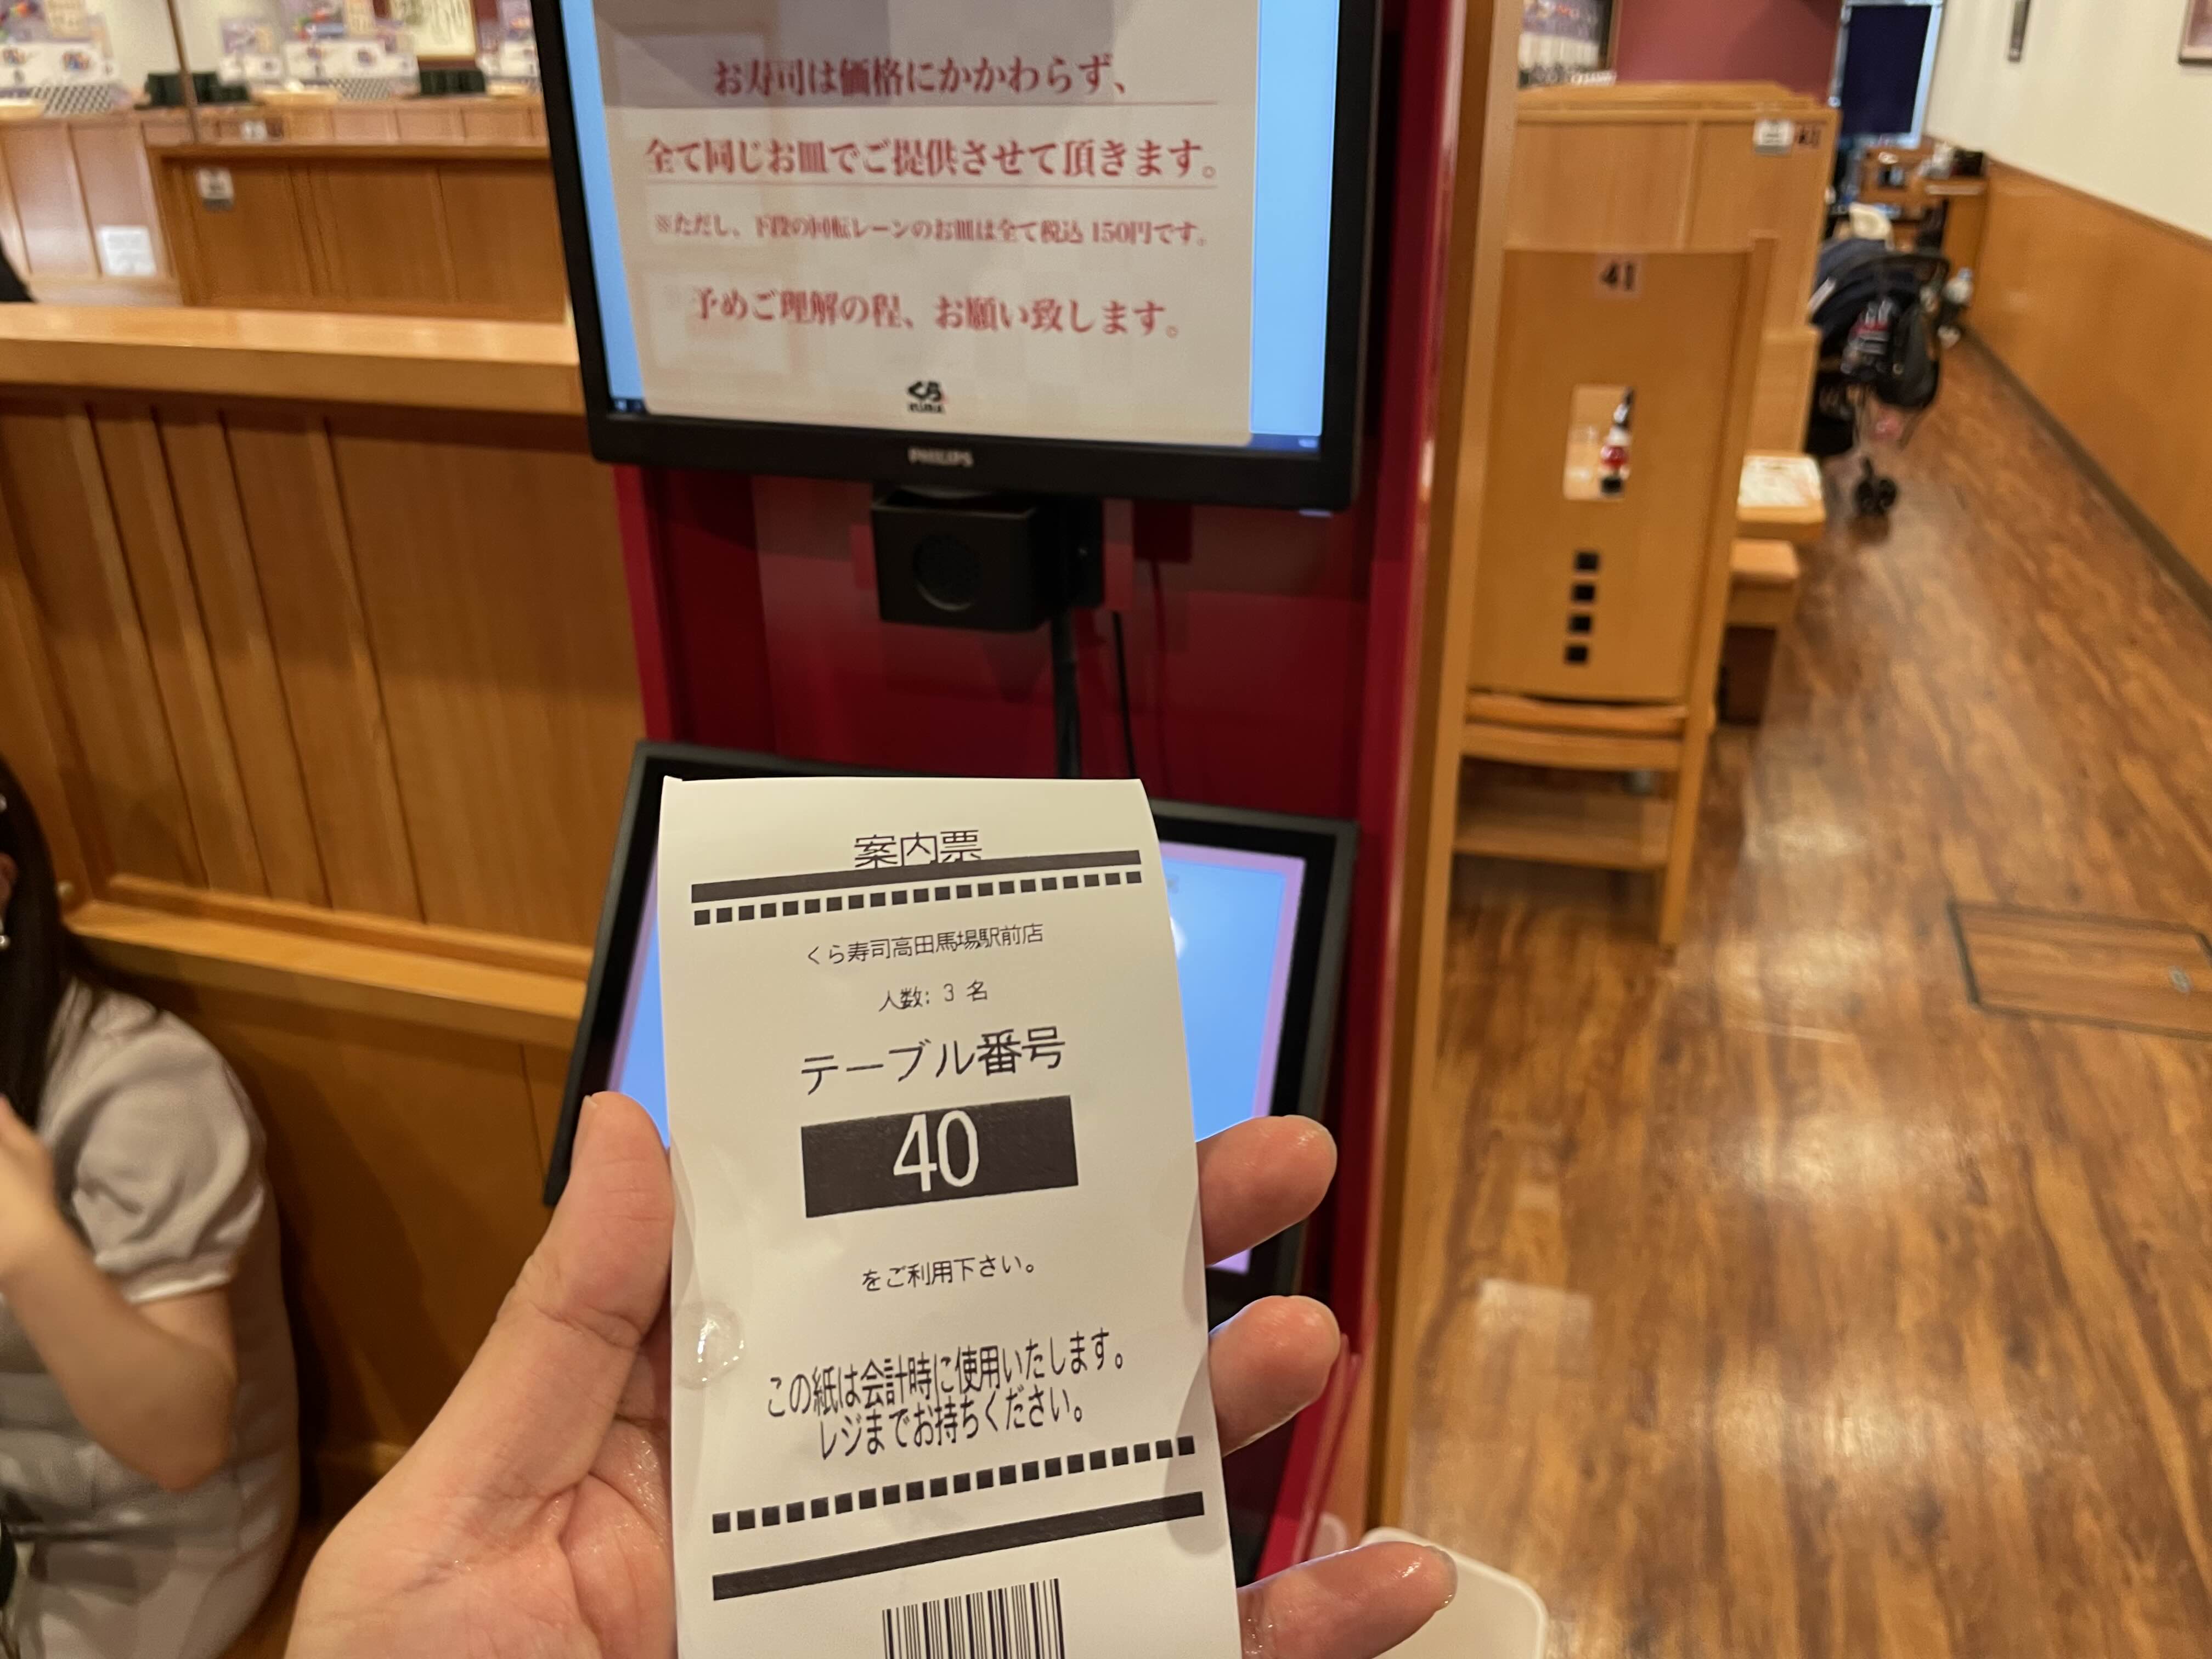 お寿司は価格にかかわらず、
全て同じお皿でご提供させて頂きます。
※ただし、下段の回転レーンのお皿は全て税込150円です。
予めご理解の程、お願い致します。
くら
PHILIPS
41
案内票
くら寿司高田馬場駅前店
人数: 3 名
テーブル番号
40
をご利用下さい。
この紙は会計時に使用いたします。
レジまでお持ちください。